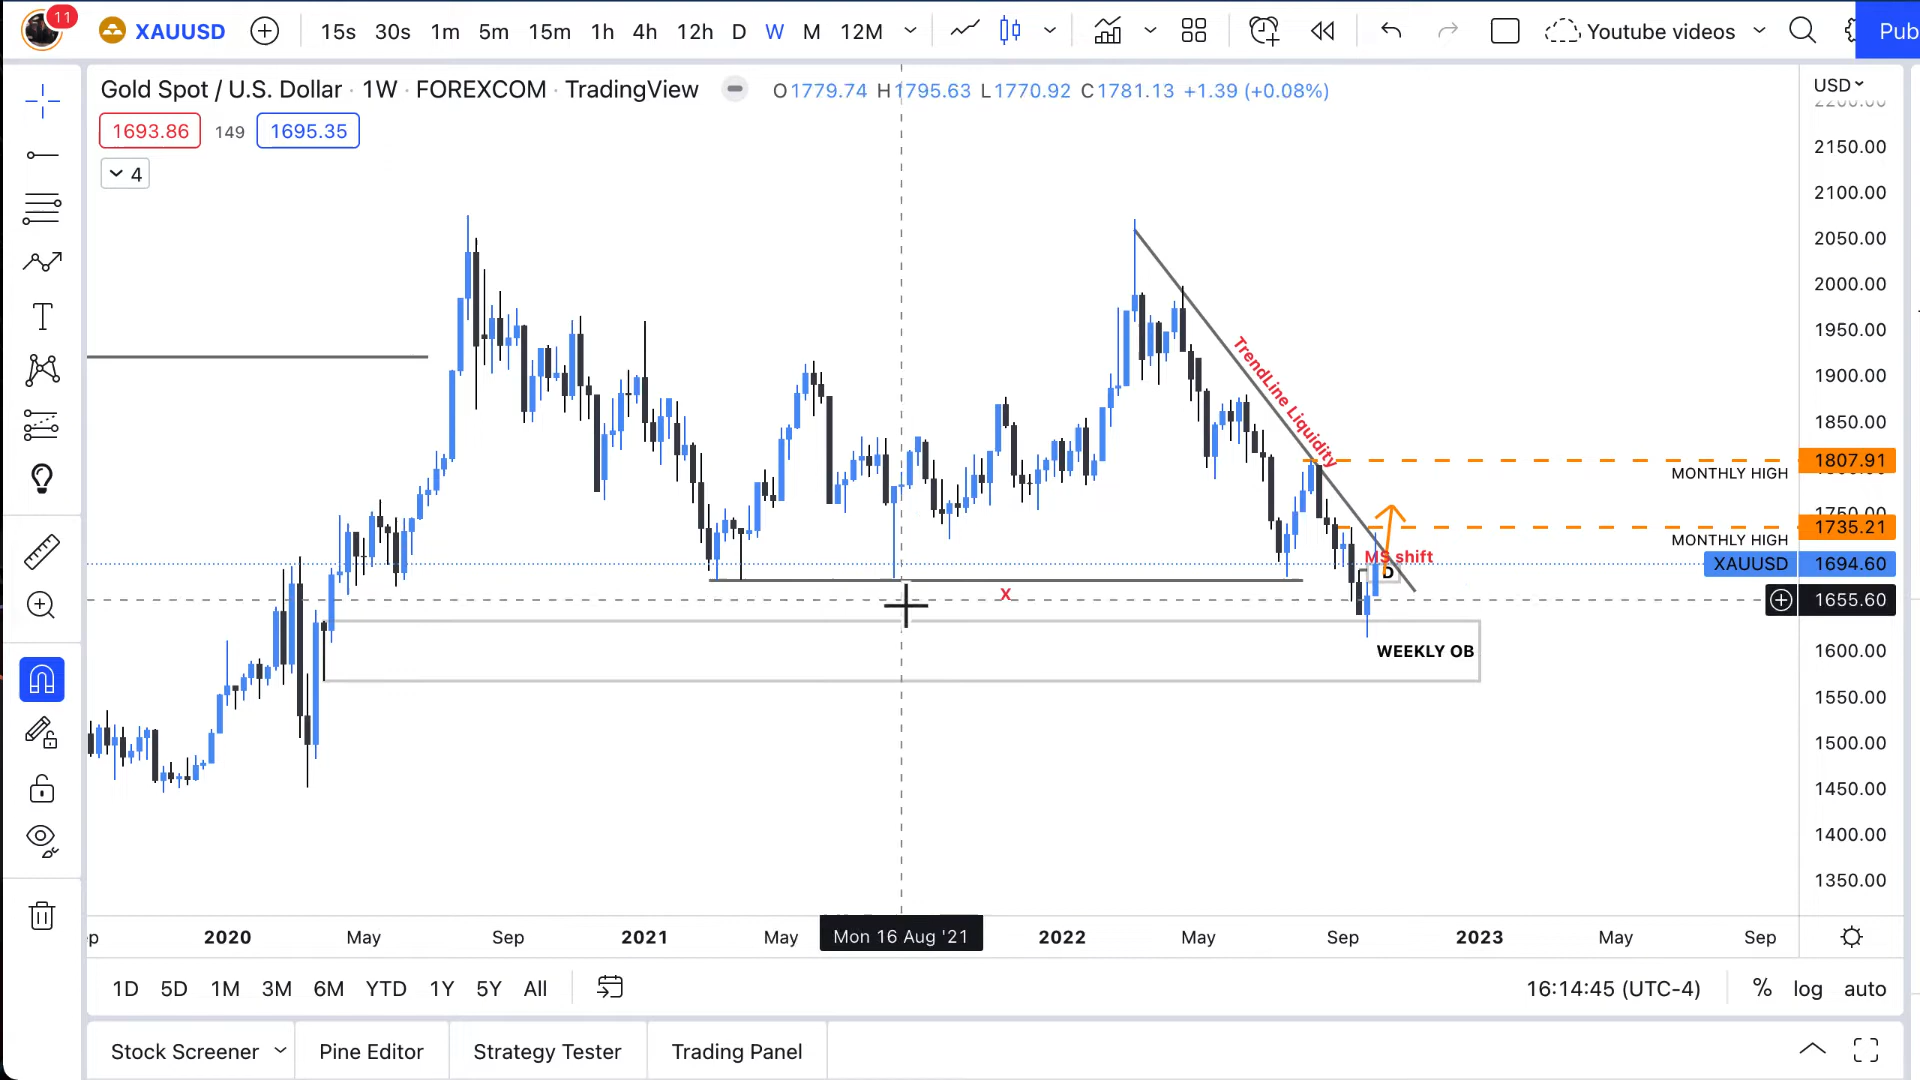 11
XAUUSD
15s 30s 1m 5m 15m 1h 4h 12h D W M 12M
Youtube videos
Pub
Gold Spot / U.S. Dollar · 1W · FOREXCOM · TradingView
O1779.74 H1795.63 L1770.92 C1781.13 +1.39 (+0.08%)
USD
1693.86 149 1695.35
4
2200.00
2150.00
2100.00
2050.00
2000.00
1950.00
1900.00
1850.00
TrendLine Liquidity
1807.91
MONTHLY HIGH
1750.00
1735.21
MONTHLY HIGH
MS shift
D
XAUUSD 1694.60
X
1655.60
WEEKLY OB
1600.00
1550.00
1500.00
1450.00
1400.00
1350.00
ep 2020 May Sep 2021 May Mon 16 Aug '21 2022 May Sep 2023 May Sep
1D 5D 1M 3M 6M YTD 1Y 5Y All
16:14:45 (UTC-4) % log auto
Stock Screener Pine Editor Strategy Tester Trading Panel